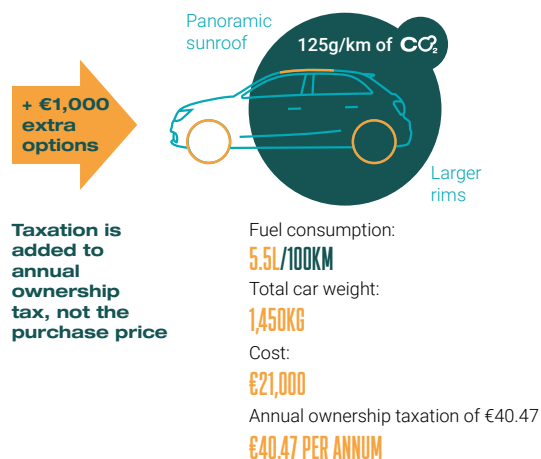 Panoramic
sunroof
125g/km of CO2
+ €1,000
extra
options
Larger
rims
Taxation is
added to
annual
ownership
tax, not the
purchase price
Fuel consumption:
5.5L/100KM
Total car weight:
1,450KG
Cost:
€21,000
Annual ownership taxation of €40.47
€40.47 PER ANNUM